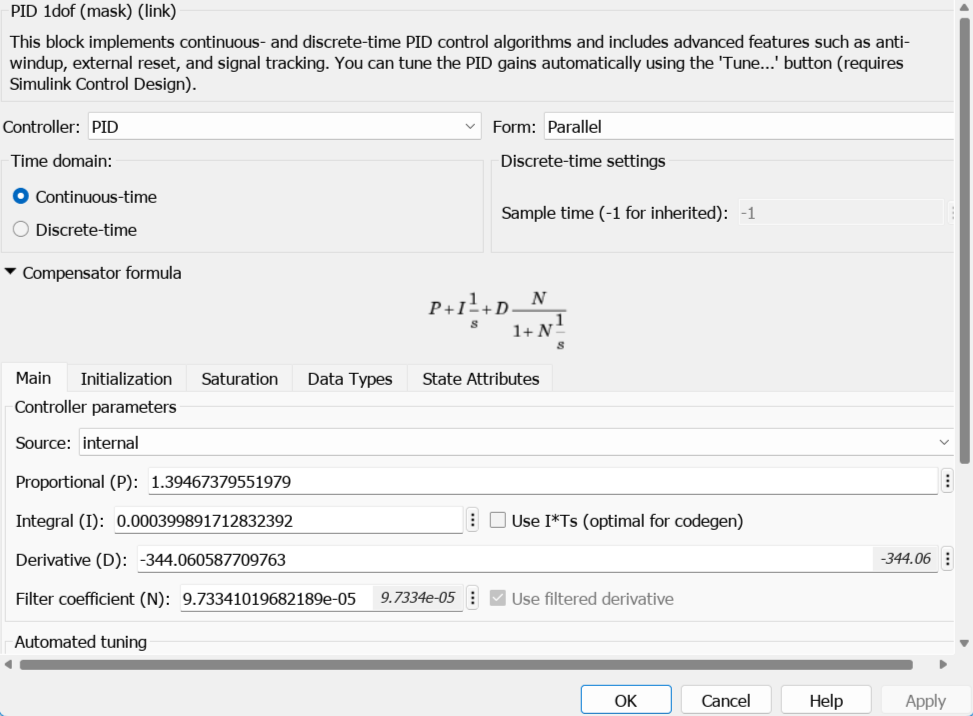 PID 1dof (mask) (link)
This block implements continuous- and discrete-time PID control algorithms and includes advanced features such as anti-
windup, external reset, and signal tracking. You can tune the PID gains automatically using the 'Tune...' button (requires
Simulink Control Design).
Controller: PID Form: Parallel
Time domain: Discrete-time settings
Continuous-time
Sample time (-1 for inherited): -1
Discrete-time
Compensator formula
P + I 1/s + D N/(1 + N 1/s)
Main Initialization Saturation Data Types State Attributes
Controller parameters
Source: internal
Proportional (P): 1.39467379551979
Integral (I): 0.000399891712832392 Use I*Ts (optimal for codegen)
Derivative (D): -344.060587709763 -344.06
Filter coefficient (N): 9.73341019682189e-05 9.7334e-05 Use filtered derivative
Automated tuning
OK Cancel Help Apply